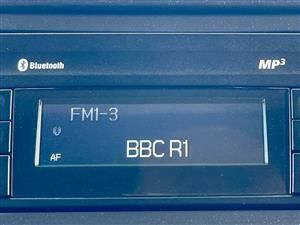 Bluetooth MP3
FM1-3
AF BBC R1